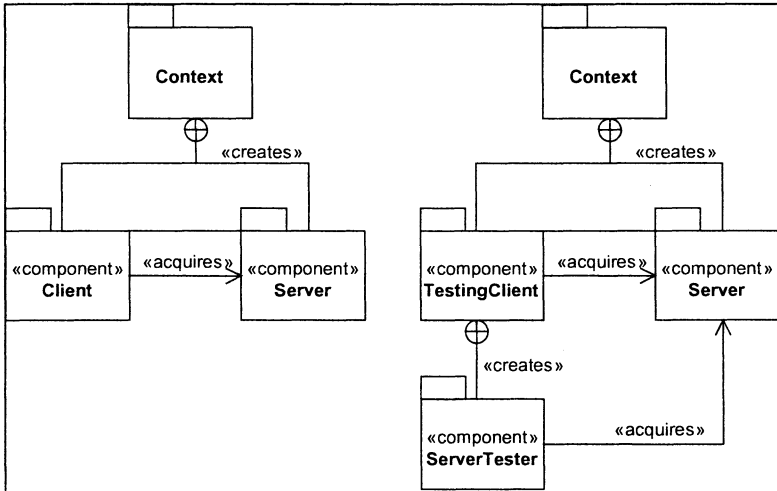 Context
«creates»
«component»
Client
«acquires»
«component»
Server
Context
«creates»
«component»
TestingClient
«acquires»
«component»
Server
«creates»
«component»
ServerTester
«acquires»